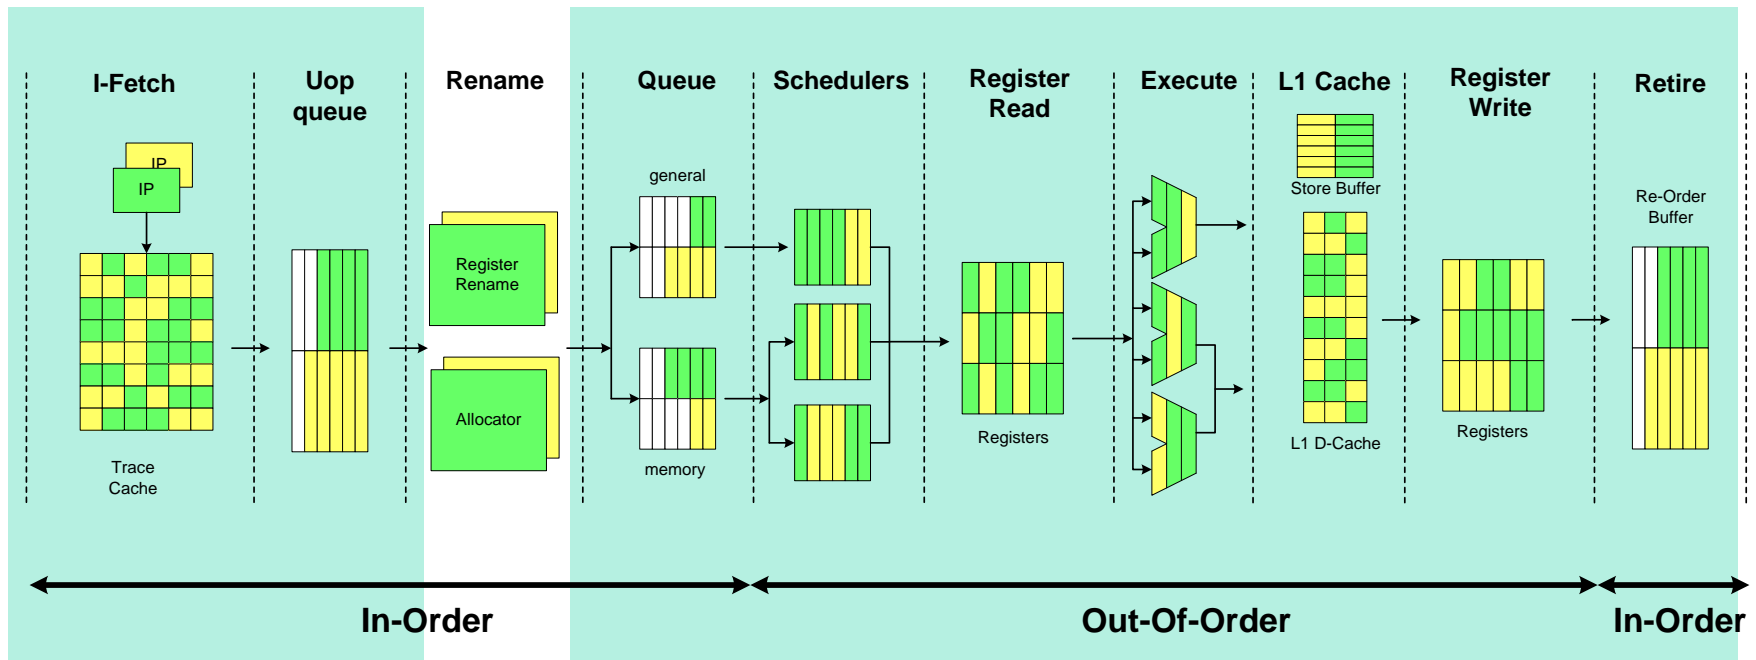 I-Fetch
Uop
queue
Rename
Queue
Schedulers
Register
Read
Execute
L1 Cache
Register
Write
Retire
IP
IP
Trace
Cache
Register
Rename
Allocator
general
memory
Registers
Store Buffer
L1 D-Cache
Registers
Re-Order
Buffer
In-Order
Out-Of-Order
In-Order